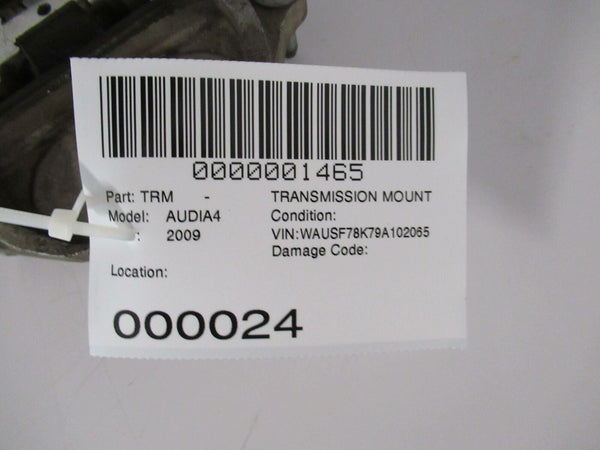 0000001465
Part: TRM - TRANSMISSION MOUNT
Model: AUDIA4 Condition:
: 2009 VIN:WAUSF78K79A102065
Damage Code:
Location:
000024